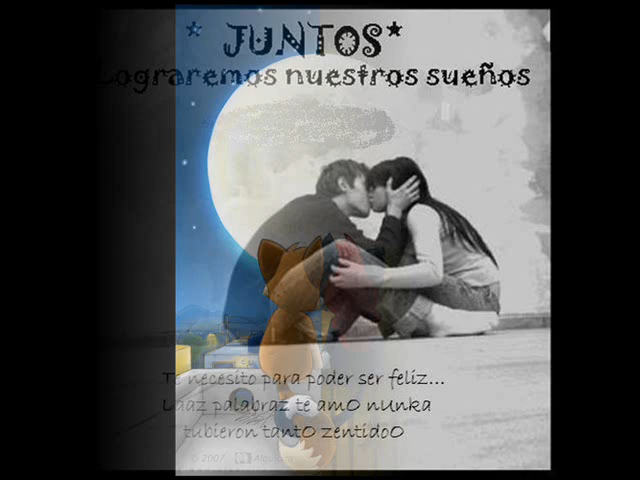 * JUNTOS*
Lograremos nuestros sueños
Te necesito para poder ser feliz...
Laaz palabraz te amO nUnka
tubieron tantO zentidoO
© 2007